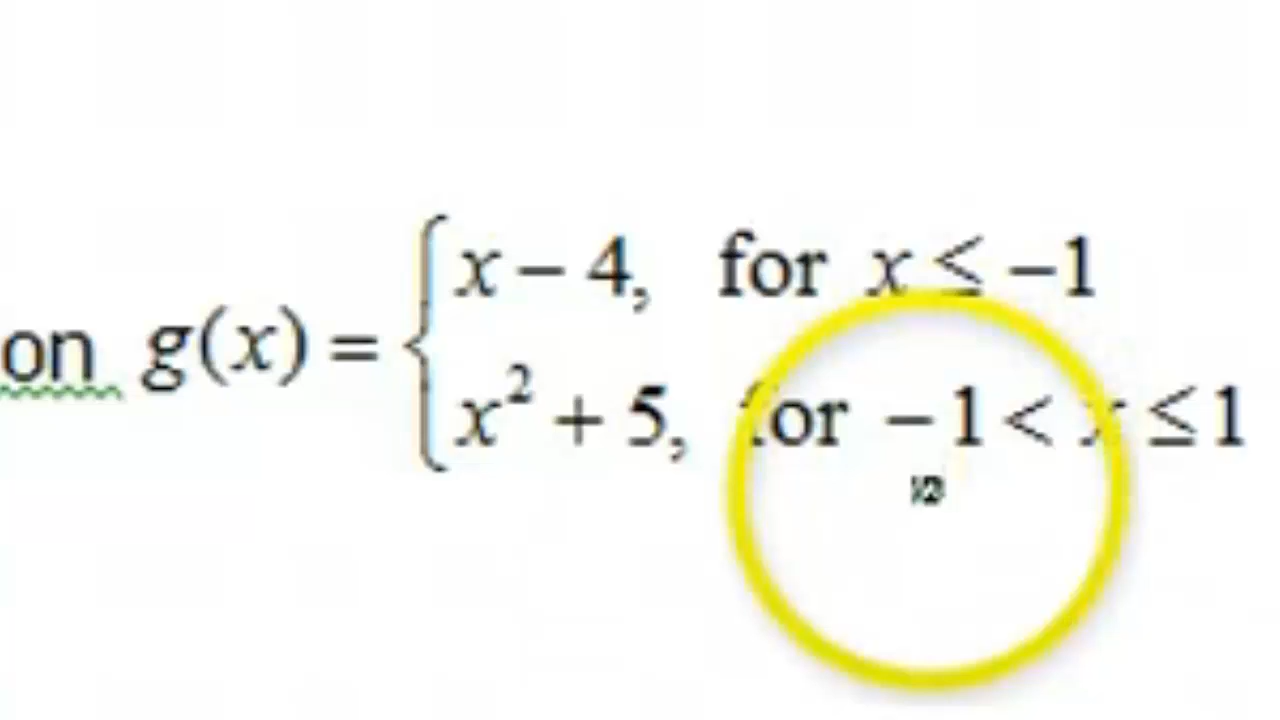 x − 4, for x ≤ −1
on g(x) =
x² + 5, for −1 < x ≤ 1